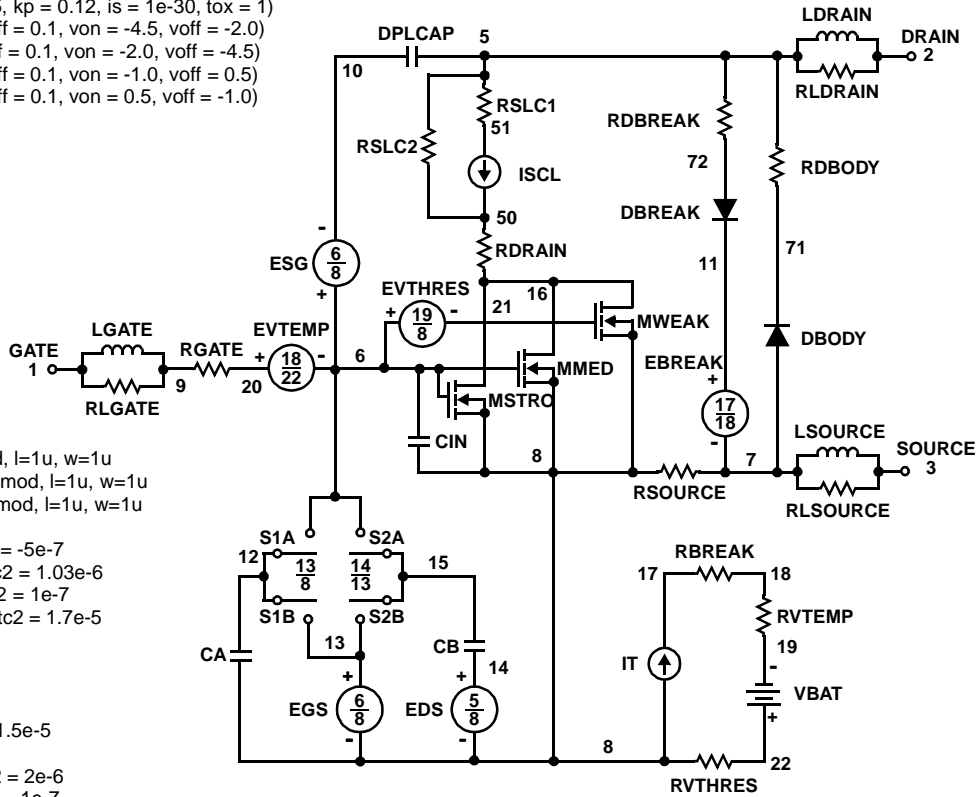 5, kp = 0.12, is = 1e-30, tox = 1)
ff = 0.1, von = -4.5, voff = -2.0)
f = 0.1, von = -2.0, voff = -4.5)
ff = 0.1, von = -1.0, voff = 0.5)
ff = 0.1, von = 0.5, voff = -1.0)
LDRAIN
DPLCAP
5
DRAIN
2
10
RLDRAIN
RSLC1
51
RDBREAK
RSLC2
72
RDBODY
ISCL
DBREAK
50
ESG
6
8
-
+
RDRAIN
71
11
EVTHRES
+
19
8
-
16
21
MWEAK
LGATE
EVTEMP
GATE
1
RGATE
+
18
22
-
6
MMED
DBODY
EBREAK
+
17
18
-
9
20
RLGATE
MSTRO
CIN
8
7
LSOURCE
SOURCE
3
RSOURCE
RLSOURCE
d, l=1u, w=1u
mod, l=1u, w=1u
mod, l=1u, w=1u
= -5e-7
c2 = 1.03e-6
2 = 1e-7
tc2 = 1.7e-5
S1A
S2A
12
13
8
14
13
15
S1B
S2B
13
CA
CB
14
+
EGS
6
8
-
+
EDS
5
8
-
RBREAK
17
18
RVTEMP
19
IT
-
VBAT
+
8
22
RVTHRES
1.5e-5
2 = 2e-6